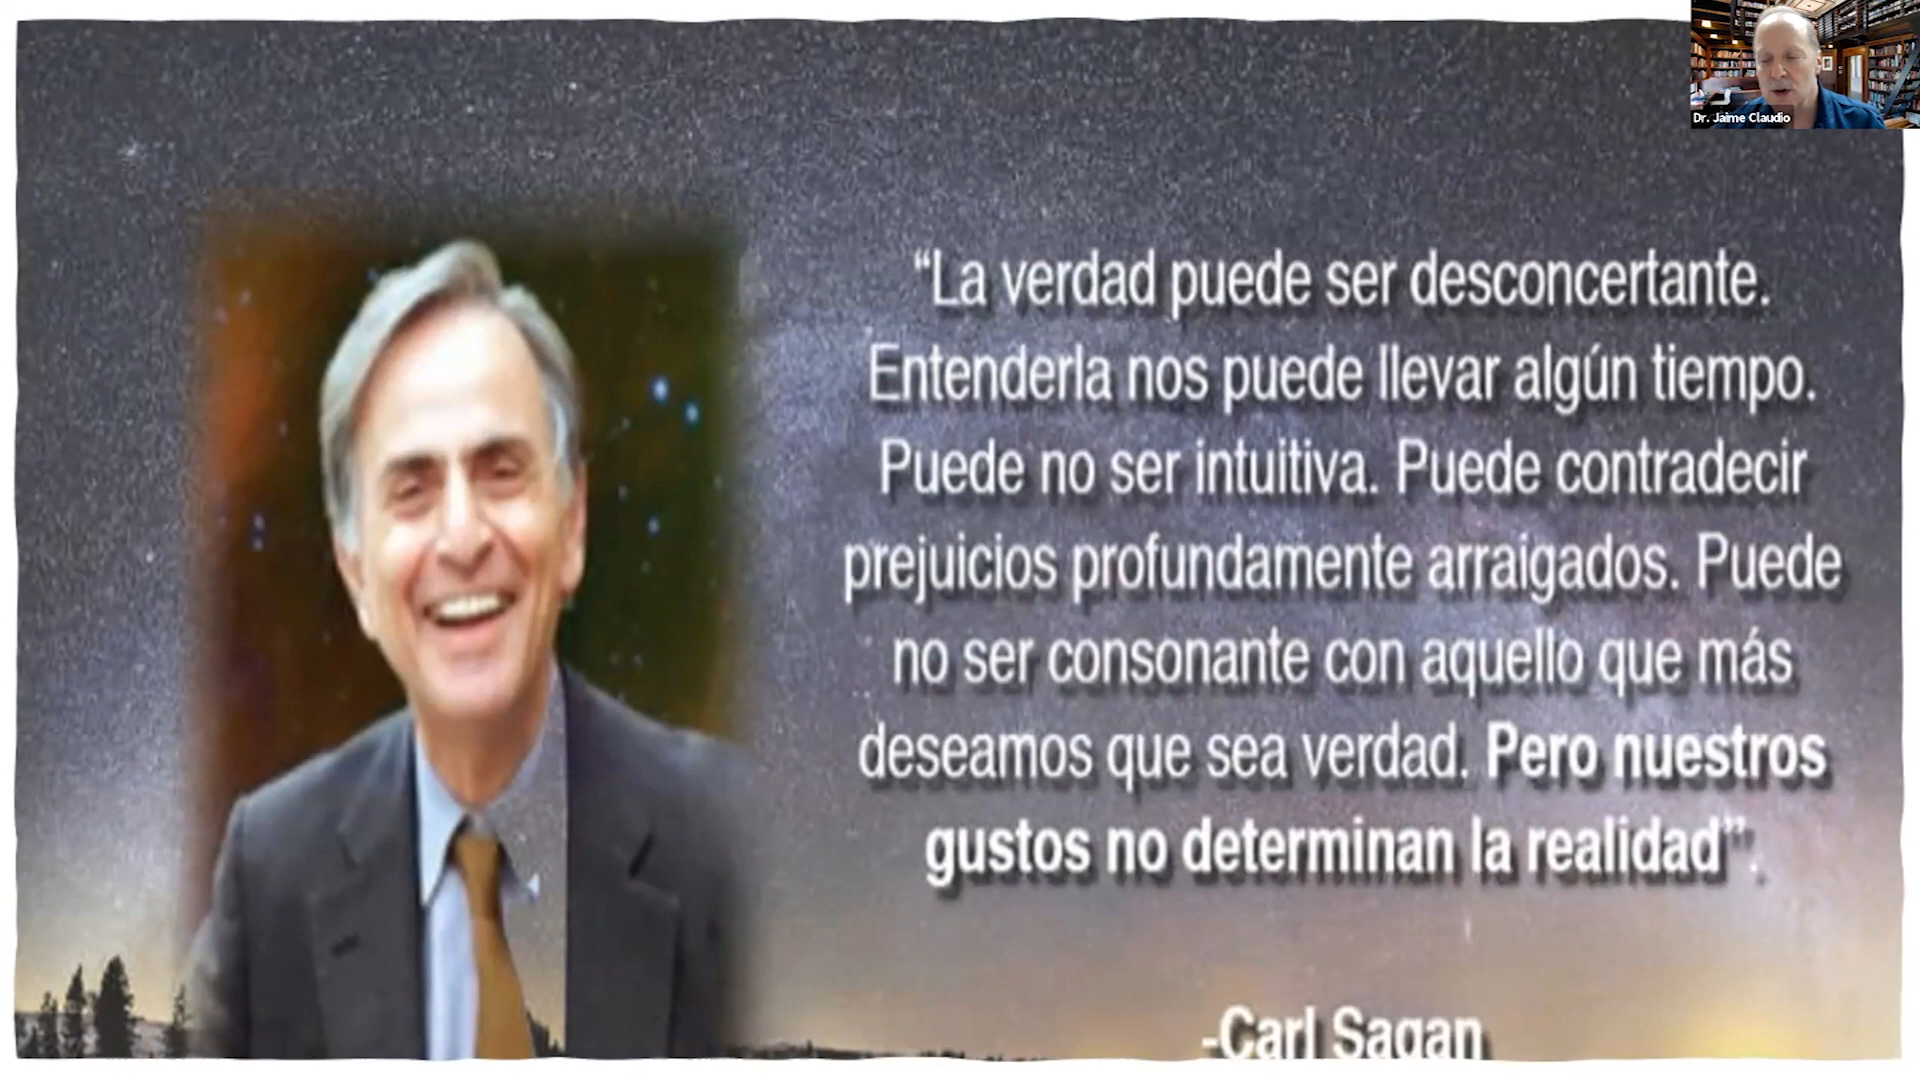 Dr. Jaime Claudio
“La verdad puede ser desconcertante.
Entenderla nos puede llevar algún tiempo.
Puede no ser intuitiva. Puede contradecir
prejuicios profundamente arraigados. Puede
no ser consonante con aquello que más
deseamos que sea verdad. Pero nuestros
gustos no determinan la realidad”.
-Carl Sagan